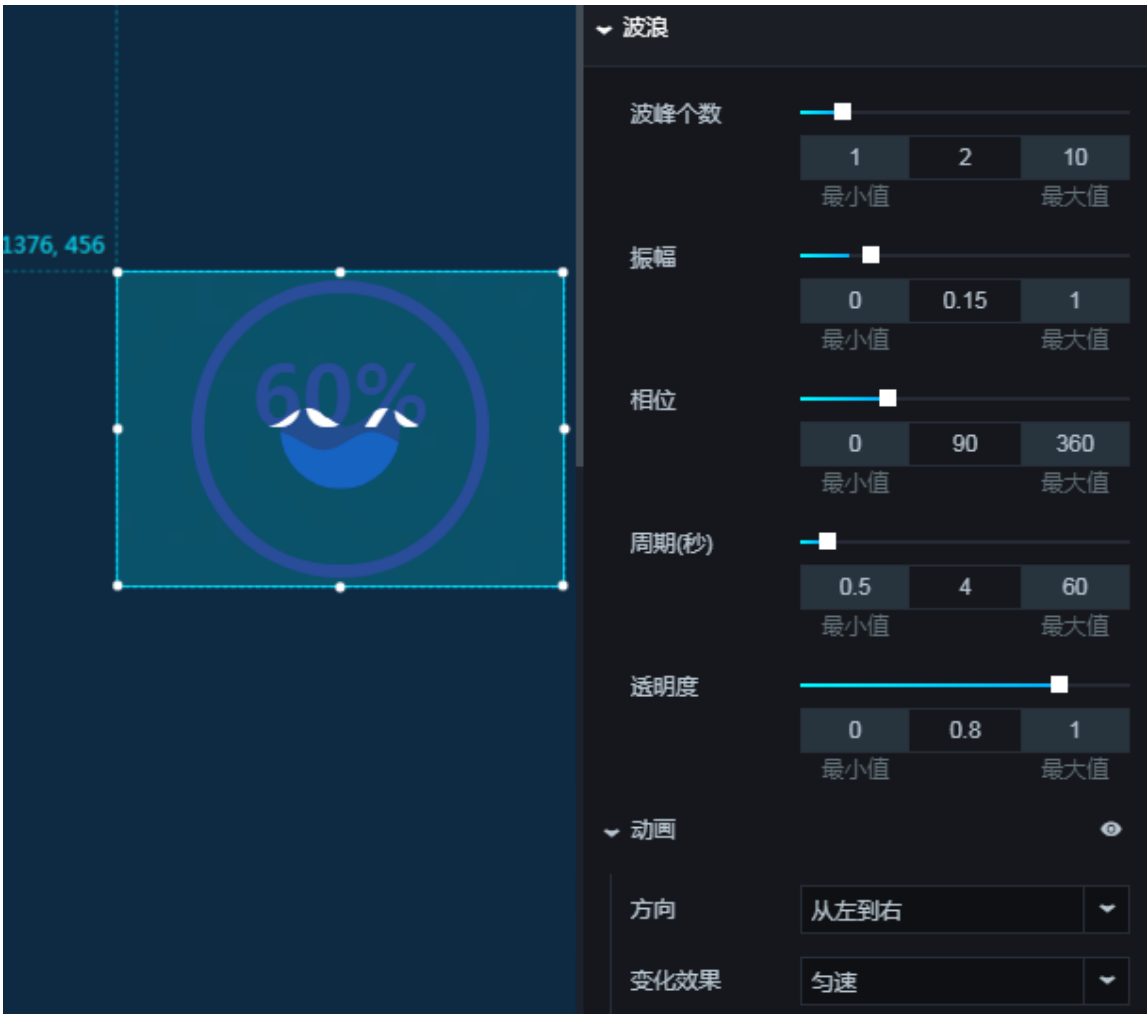 波浪
波峰个数
1 2 10
最小值 最大值
1376, 456
振幅
60%
0 0.15 1
最小值 最大值
相位
0 90 360
最小值 最大值
周期(秒)
0.5 4 60
最小值 最大值
透明度
0 0.8 1
最小值 最大值
动画
方向 从左到右
变化效果 匀速